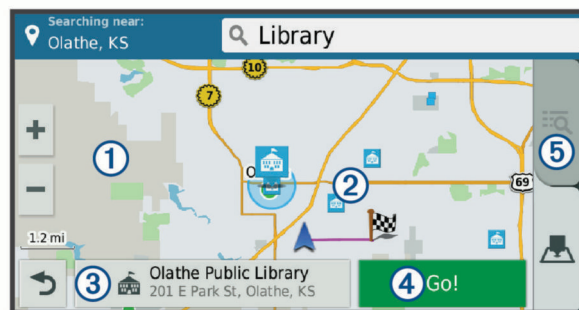 Searching near:
Olathe, KS
Library
10
7
+
1
5
O
2
69
−
1.2 mi
3
Olathe Public Library
201 E Park St, Olathe, KS
4
Go!